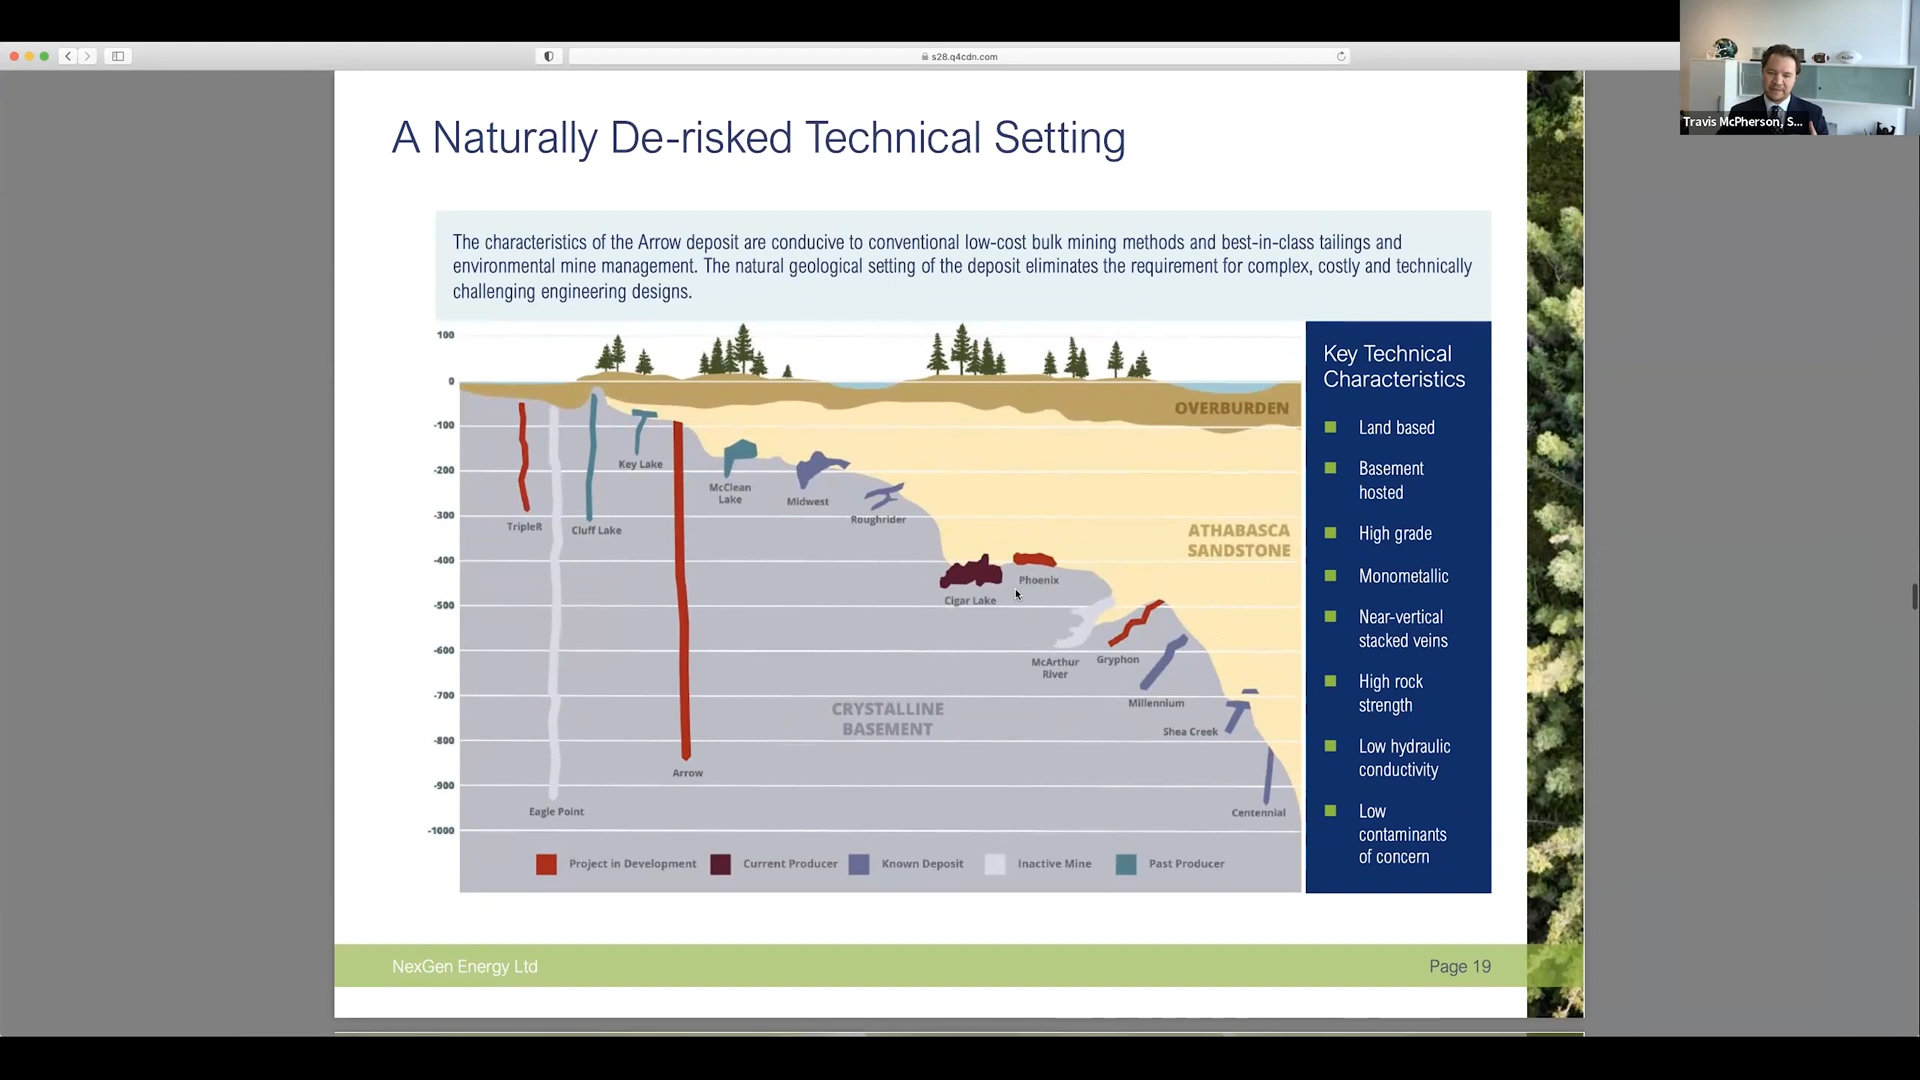 s28.q4cdn.com
Travis McPherson, S...
A Naturally De-risked Technical Setting
The characteristics of the Arrow deposit are conducive to conventional low-cost bulk mining methods and best-in-class tailings and
environmental mine management. The natural geological setting of the deposit eliminates the requirement for complex, costly and technically
challenging engineering designs.
100
0
-100
-200
-300
-400
-500
-600
-700
-800
-900
-1000
OVERBURDEN
ATHABASCA
SANDSTONE
CRYSTALLINE
BASEMENT
TripleR
Eagle Point
Cluff Lake
Key Lake
Arrow
McClean
Lake
Midwest
Roughrider
Cigar Lake
Phoenix
McArthur
River
Gryphon
Millennium
Shea Creek
Centennial
Project in Development
Current Producer
Known Deposit
Inactive Mine
Past Producer
Key Technical
Characteristics
Land based
Basement
hosted
High grade
Monometallic
Near-vertical
stacked veins
High rock
strength
Low hydraulic
conductivity
Low
contaminants
of concern
NexGen Energy Ltd
Page 19